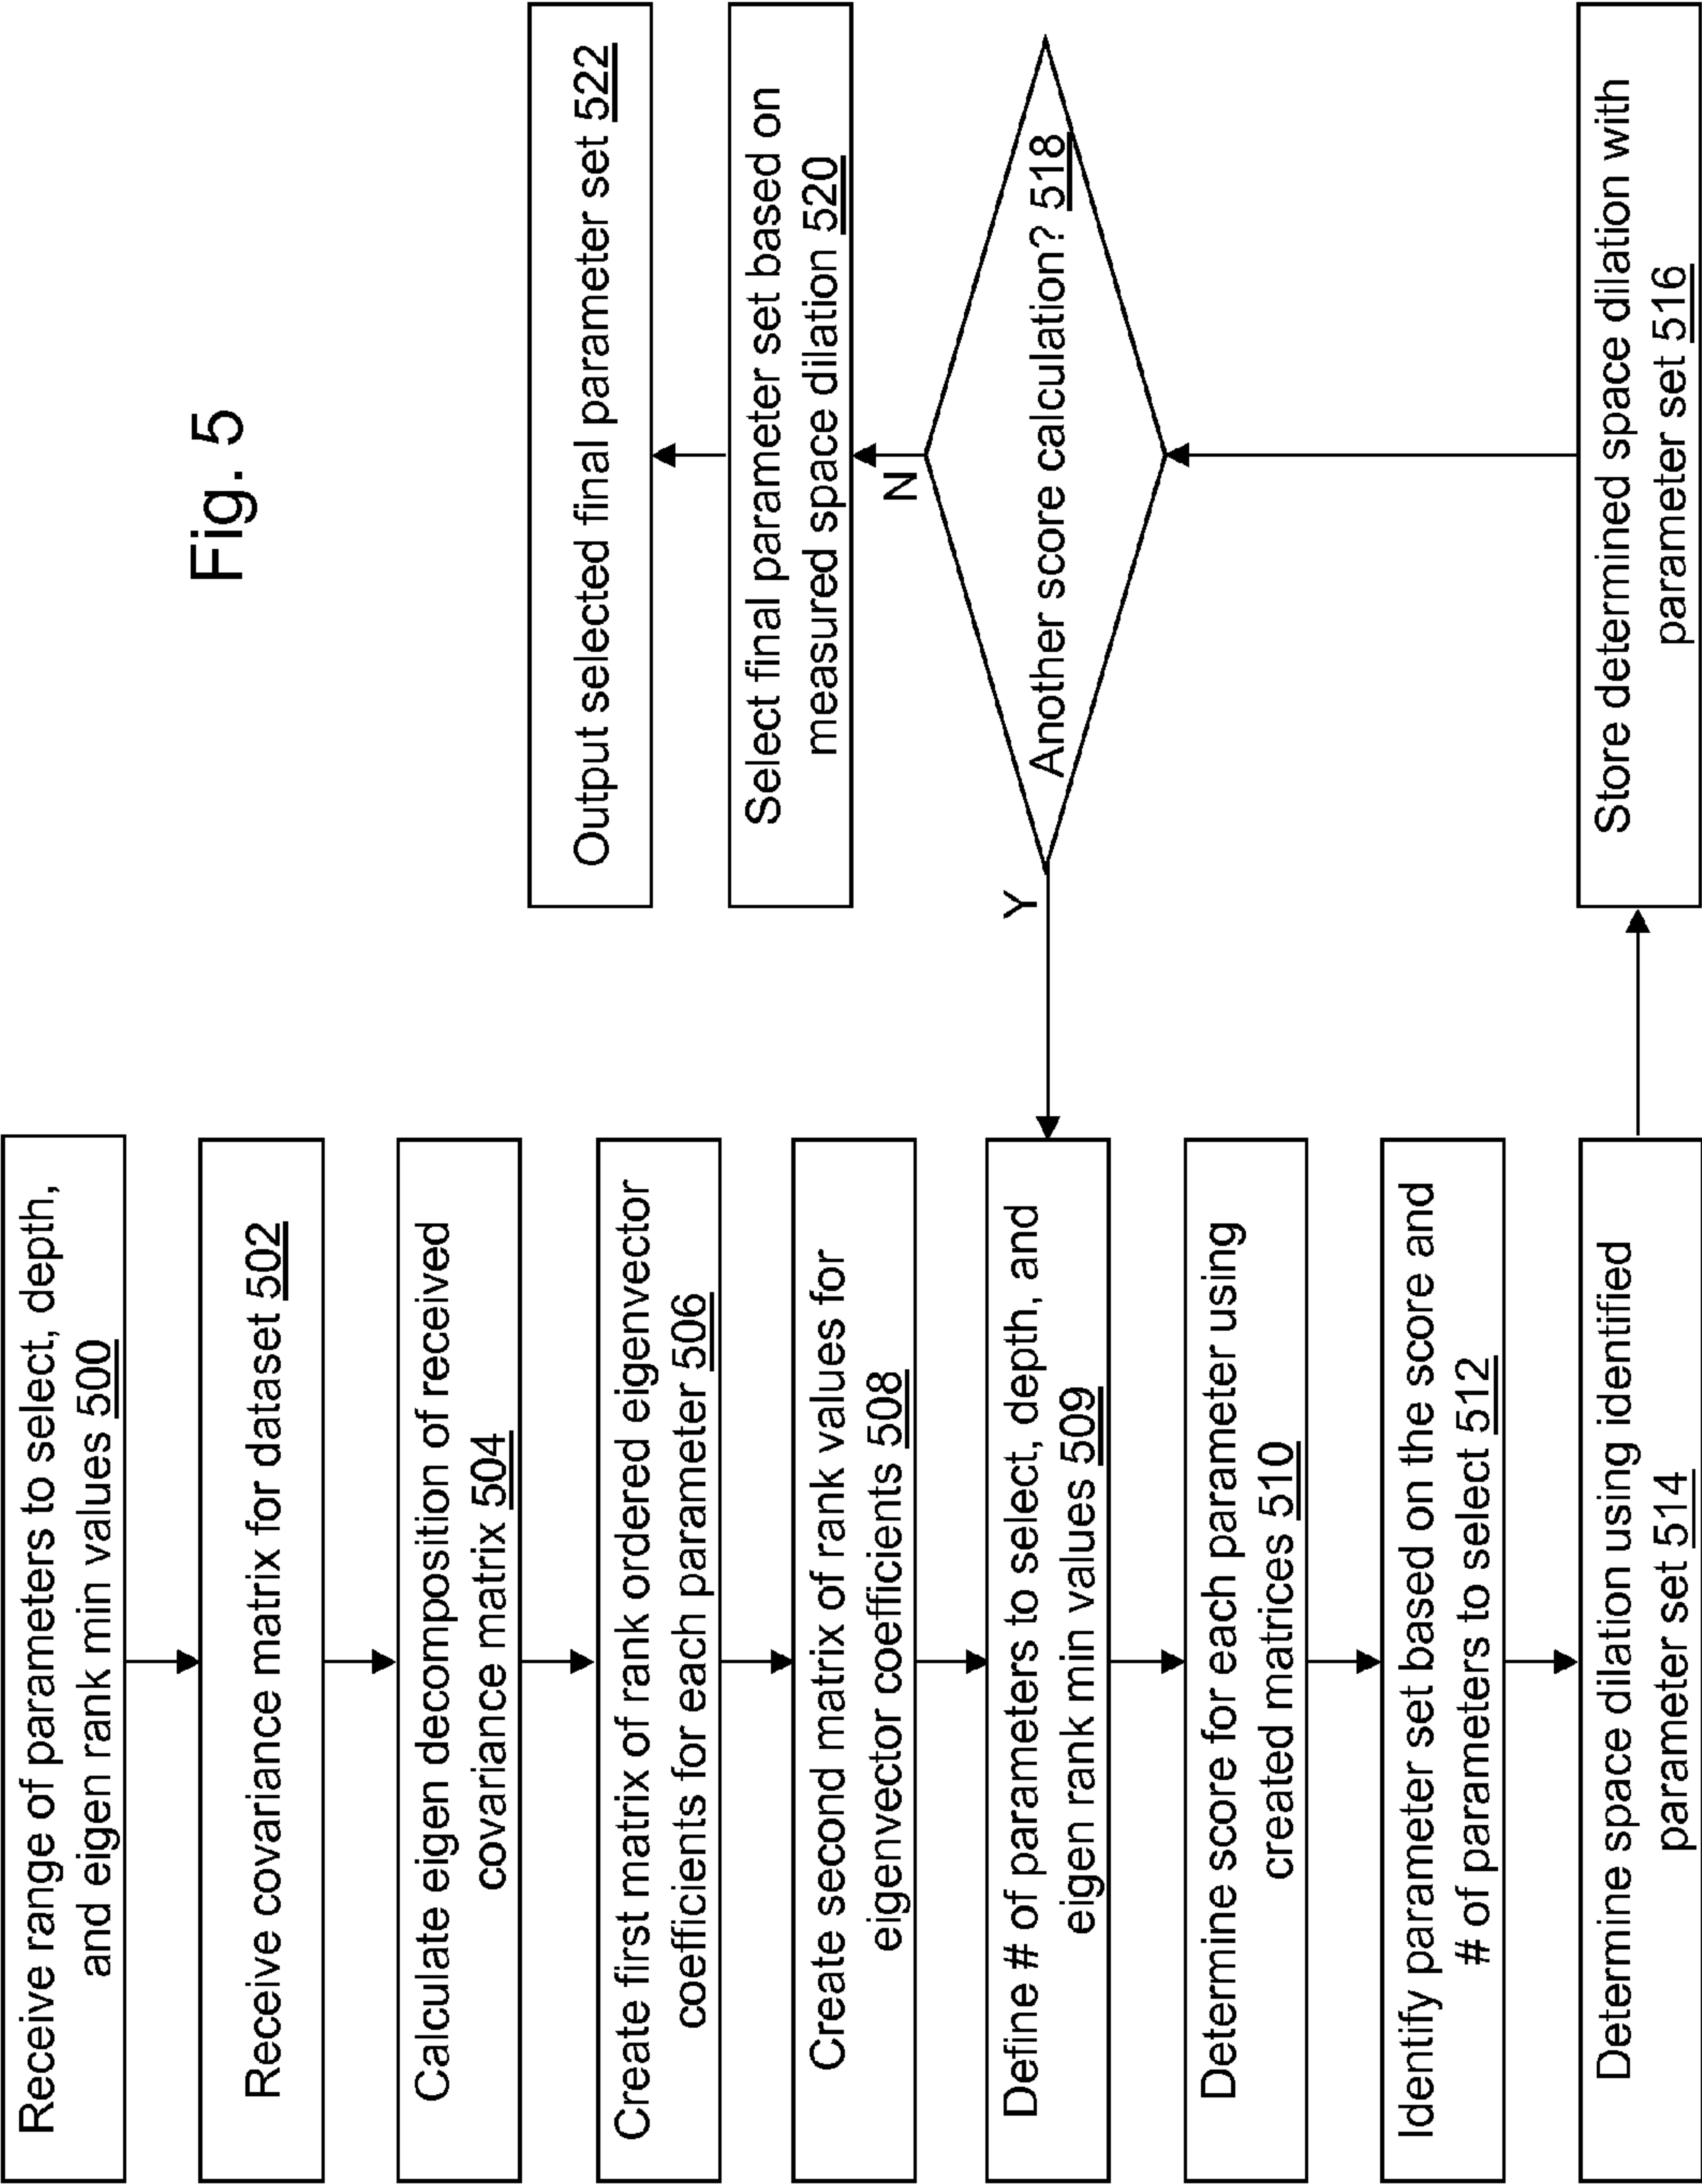 Fig. 5
Receive range of parameters to select, depth,
and eigen rank min values 500
Receive covariance matrix for dataset 502
Calculate eigen decomposition of received
covariance matrix 504
Create first matrix of rank ordered eigenvector
coefficients for each parameter 506
Create second matrix of rank values for
eigenvector coefficients 508
Define # of parameters to select, depth, and
eigen rank min values 509
Determine score for each parameter using
created matrices 510
Identify parameter set based on the score and
# of parameters to select 512
Determine space dilation using identified
parameter set 514
Store determined space dilation with
parameter set 516
Another score calculation? 518
Y
N
Select final parameter set based on
measured space dilation 520
Output selected final parameter set 522